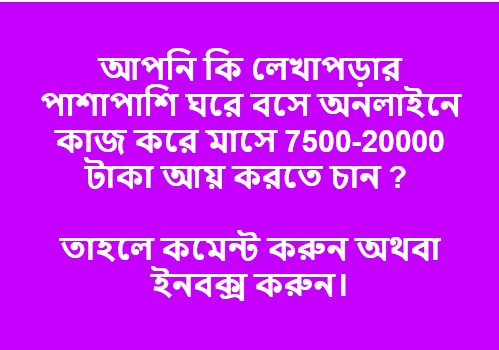 আপনি কি লেখাপড়ার
পাশাপাশি ঘরে বসে অনলাইনে
কাজ করে মাসে 7500-20000
টাকা আয় করতে চান ?
তাহলে কমেন্ট করুন অথবা
ইনবক্স করুন।